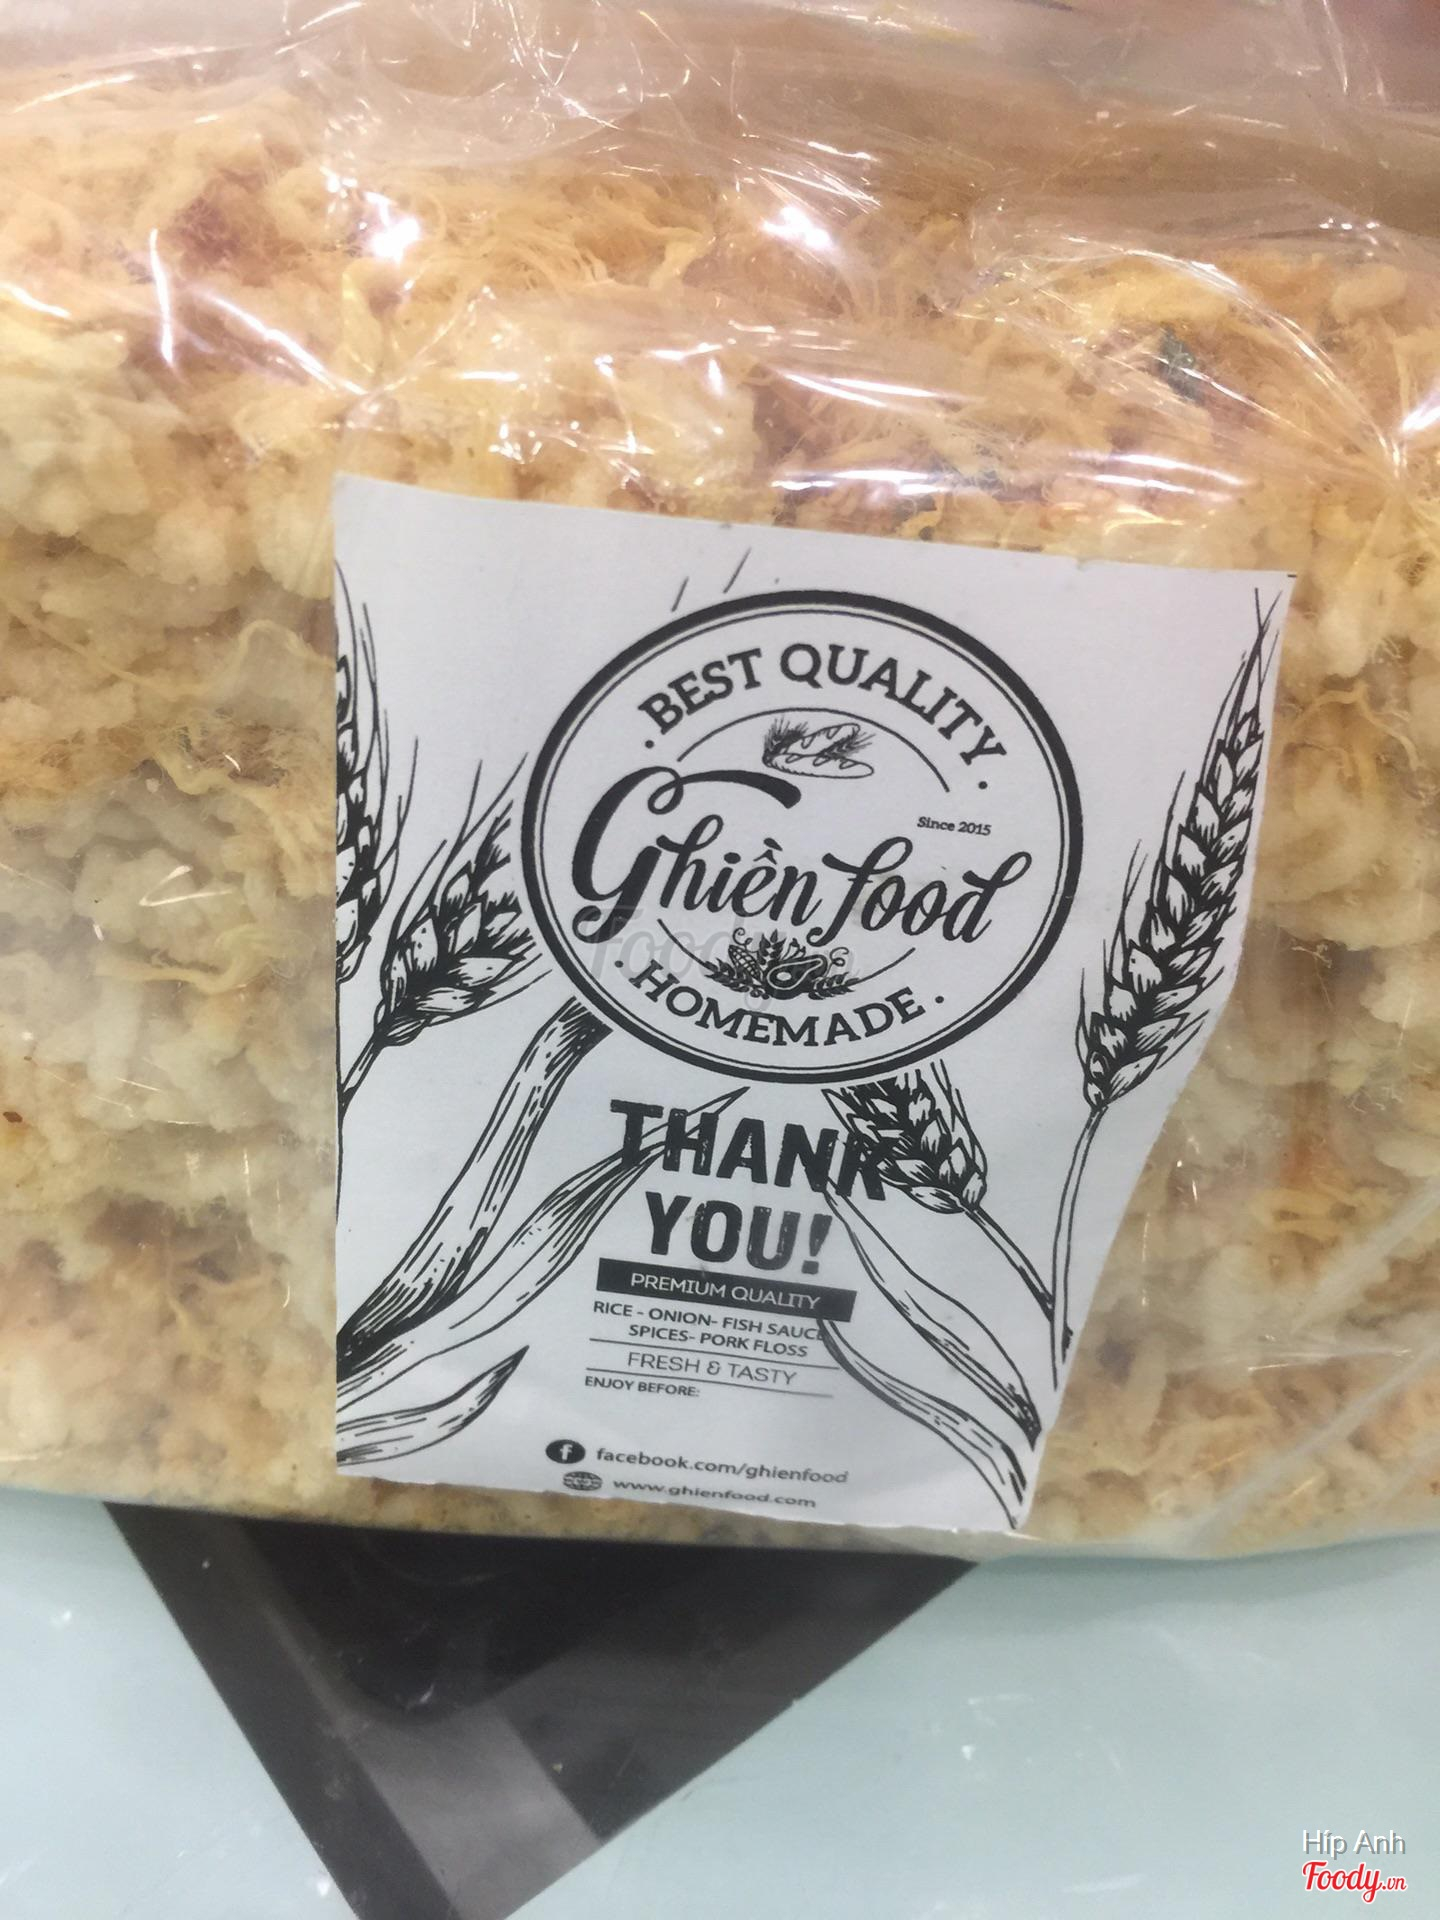 . BEST QUALITY .
Since 2015
Ghiền food
. HOMEMADE .
THANK
YOU!
PREMIUM QUALITY
RICE - ONION- FISH SAUCE
SPICES- PORK FLOSS
FRESH & TASTY
ENJOY BEFORE:
facebook.com/ghienfood
www.ghienfood.com
Híp Anh
Foody.vn